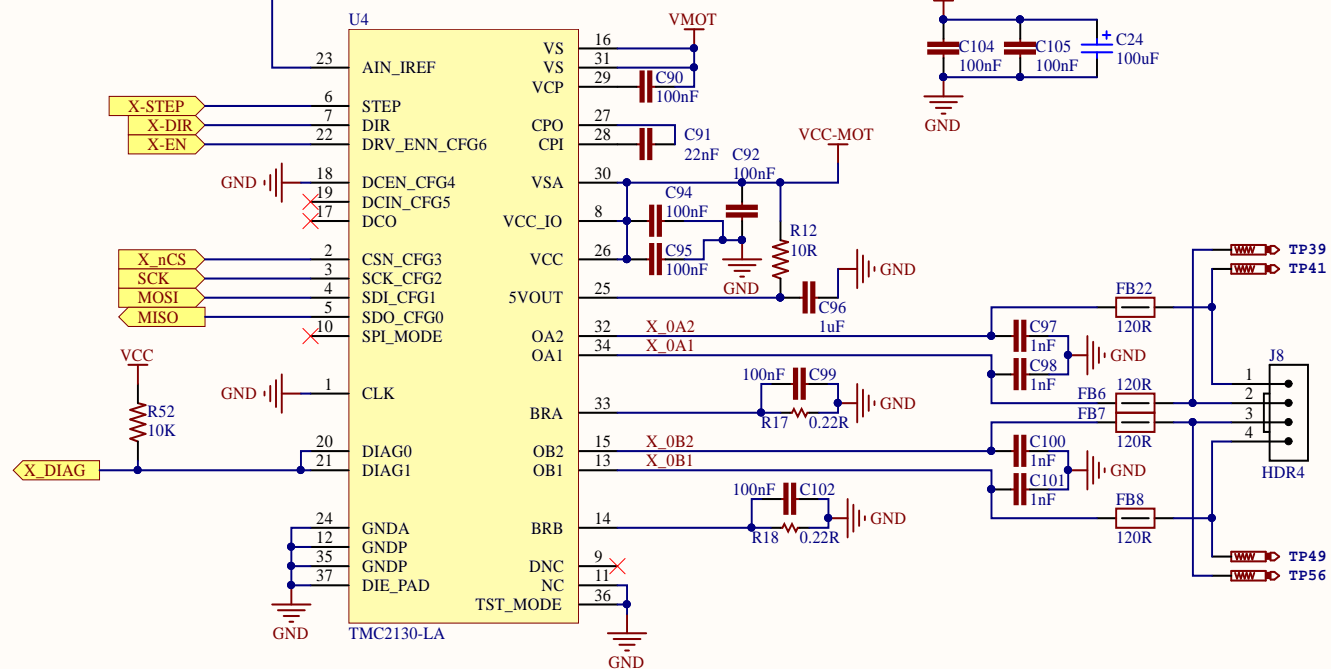 U4
TMC2130-LA
23 AIN_IREF
X-STEP 6 STEP
X-DIR 7 DIR
X-EN 22 DRV_ENN_CFG6
GND 18 DCEN_CFG4
19 DCIN_CFG5
17 DCO
X_nCS 2 CSN_CFG3
SCK 3 SCK_CFG2
MOSI 4 SDI_CFG1
MISO 5 SDO_CFG0
10 SPI_MODE
VCC
GND 1 CLK
R52
10K
20 DIAG0
X_DIAG 21 DIAG1
24 GNDA
12 GNDP
35 GNDP
37 DIE_PAD
GND
VMOT
VS 16
VS 31
VCP 29
C90
100nF
CPO 27
CPI 28
C91
22nF
VCC-MOT
C92
100nF
VSA 30
C94
100nF
VCC_IO 8
VCC 26
C95
100nF
GND
R12
10R
GND
5VOUT 25
C96
1uF
OA2 32 X_0A2
OA1 34 X_0A1
C97
1nF
GND
C98
1nF
100nF C99
GND
BRA 33
R17 0.22R
OB2 15 X_0B2
OB1 13 X_0B1
C100
1nF
GND
C101
1nF
100nF C102
GND
BRB 14
R18 0.22R
DNC 9
NC 11
TST_MODE 36
GND
C104
100nF
C105
100nF
+
C24
100uF
GND
TP39
TP41
FB22
120R
FB6 120R
FB7
120R
FB8
120R
J8
1
2
3
4
HDR4
TP49
TP56